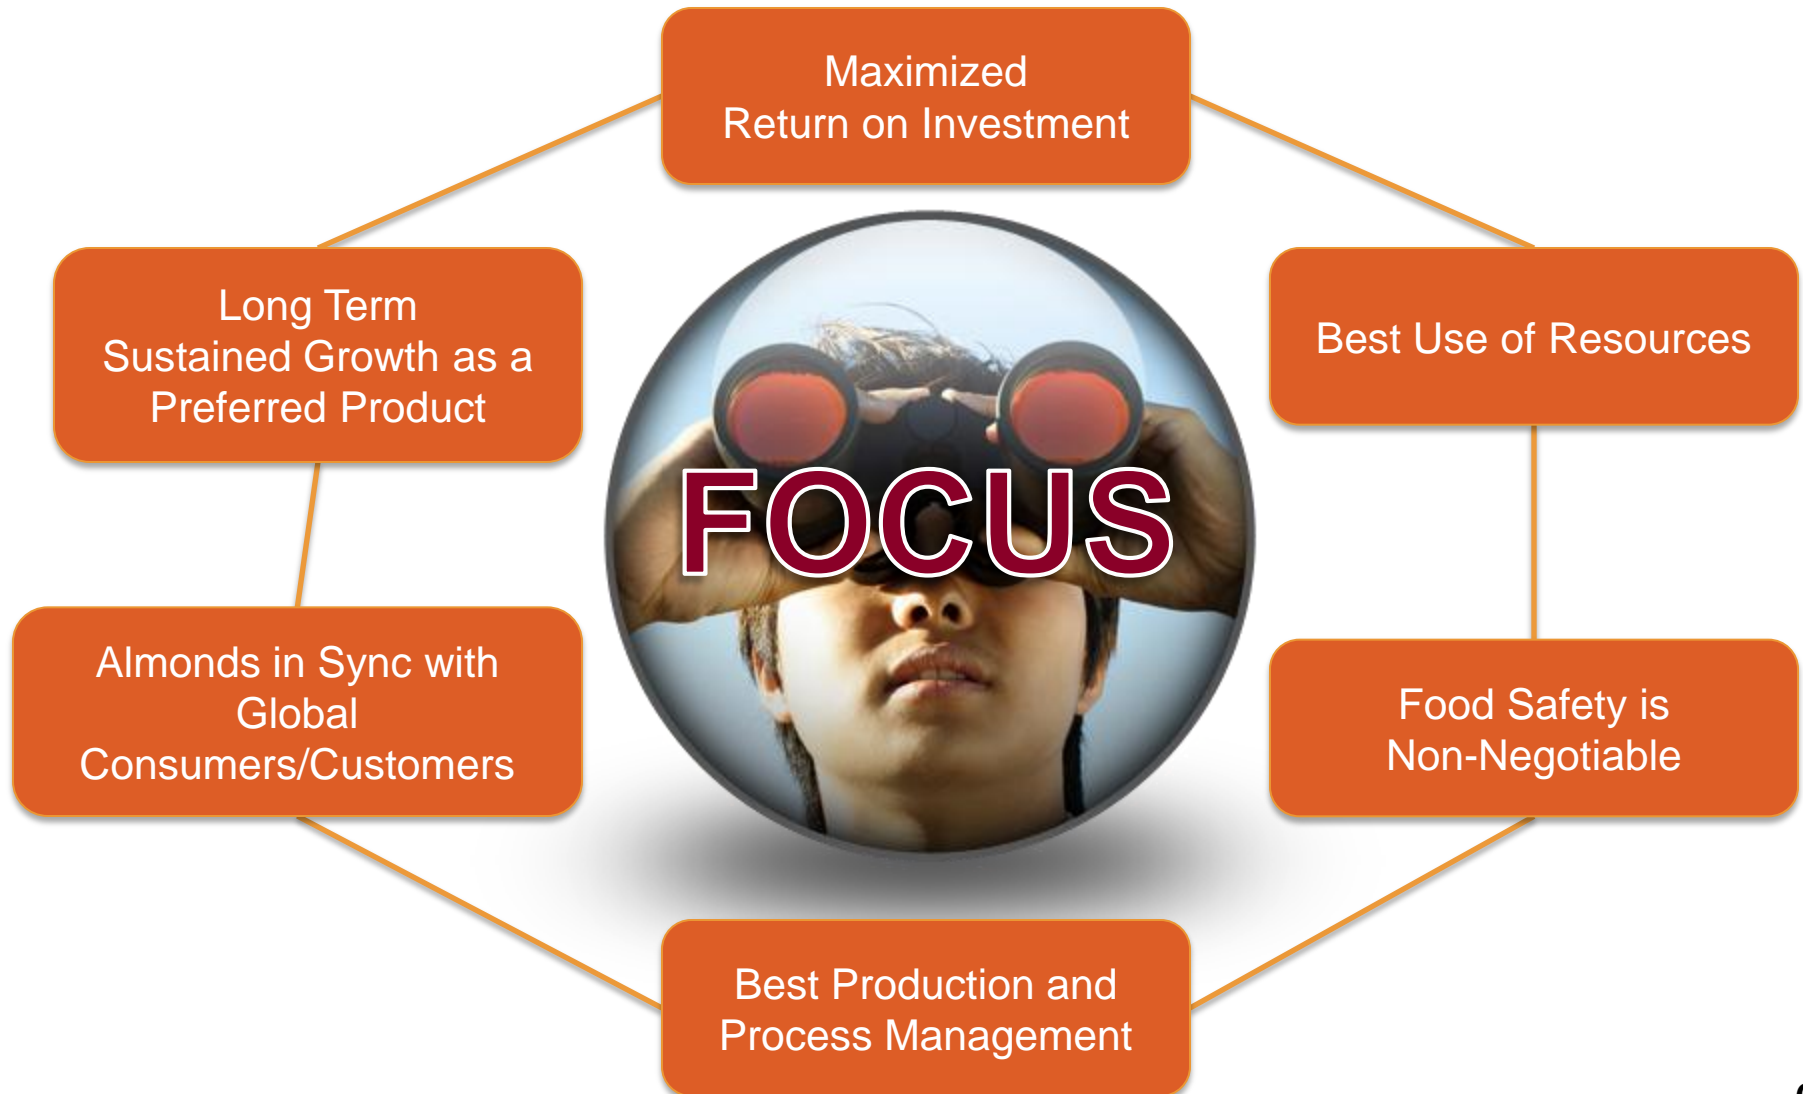 Maximized
Return on Investment
Long Term
Sustained Growth as a
Preferred Product
Best Use of Resources
FOCUS
Almonds in Sync with
Global
Consumers/Customers
Food Safety is
Non-Negotiable
Best Production and
Process Management